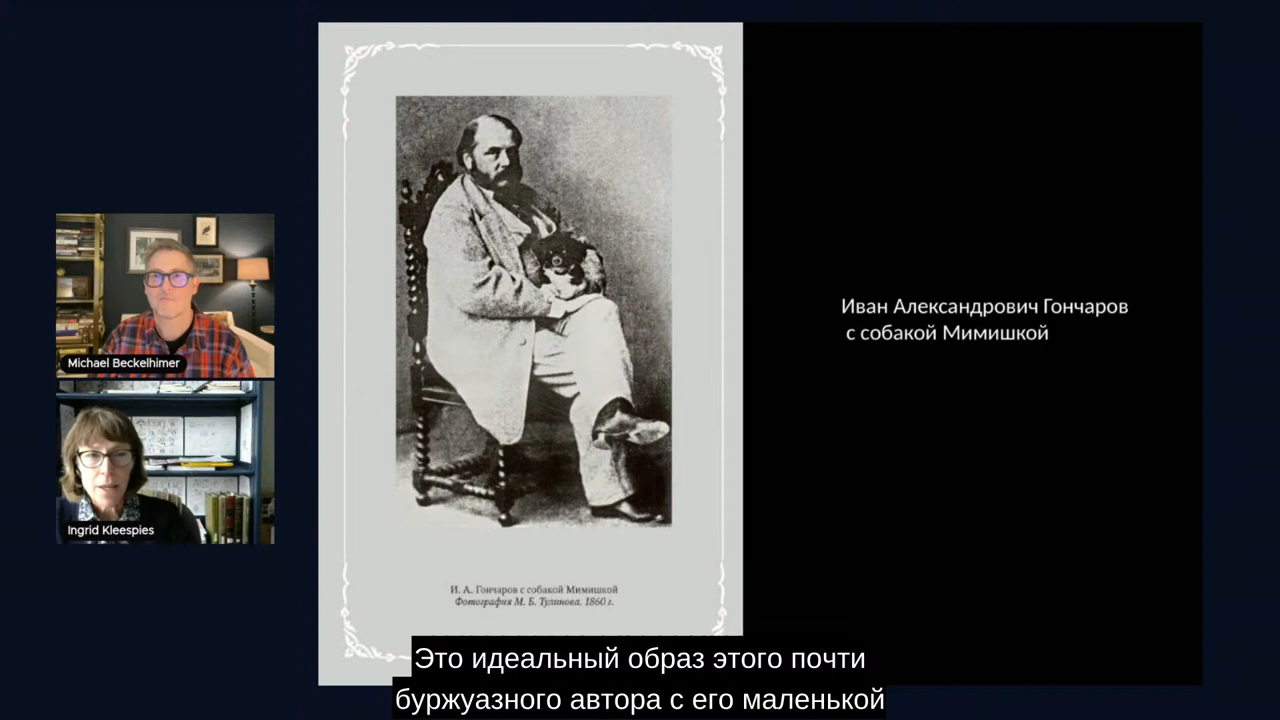 Michael Beckelhimer
Ingrid Kleespies
Иван Александрович Гончаров
с собакой Мимишкой
И. А. Гончаров с собакой Мимишкой
Фотография М. Б. Тулинова. 1860 г.
Это идеальный образ этого почти
буржуазного автора с его маленькой